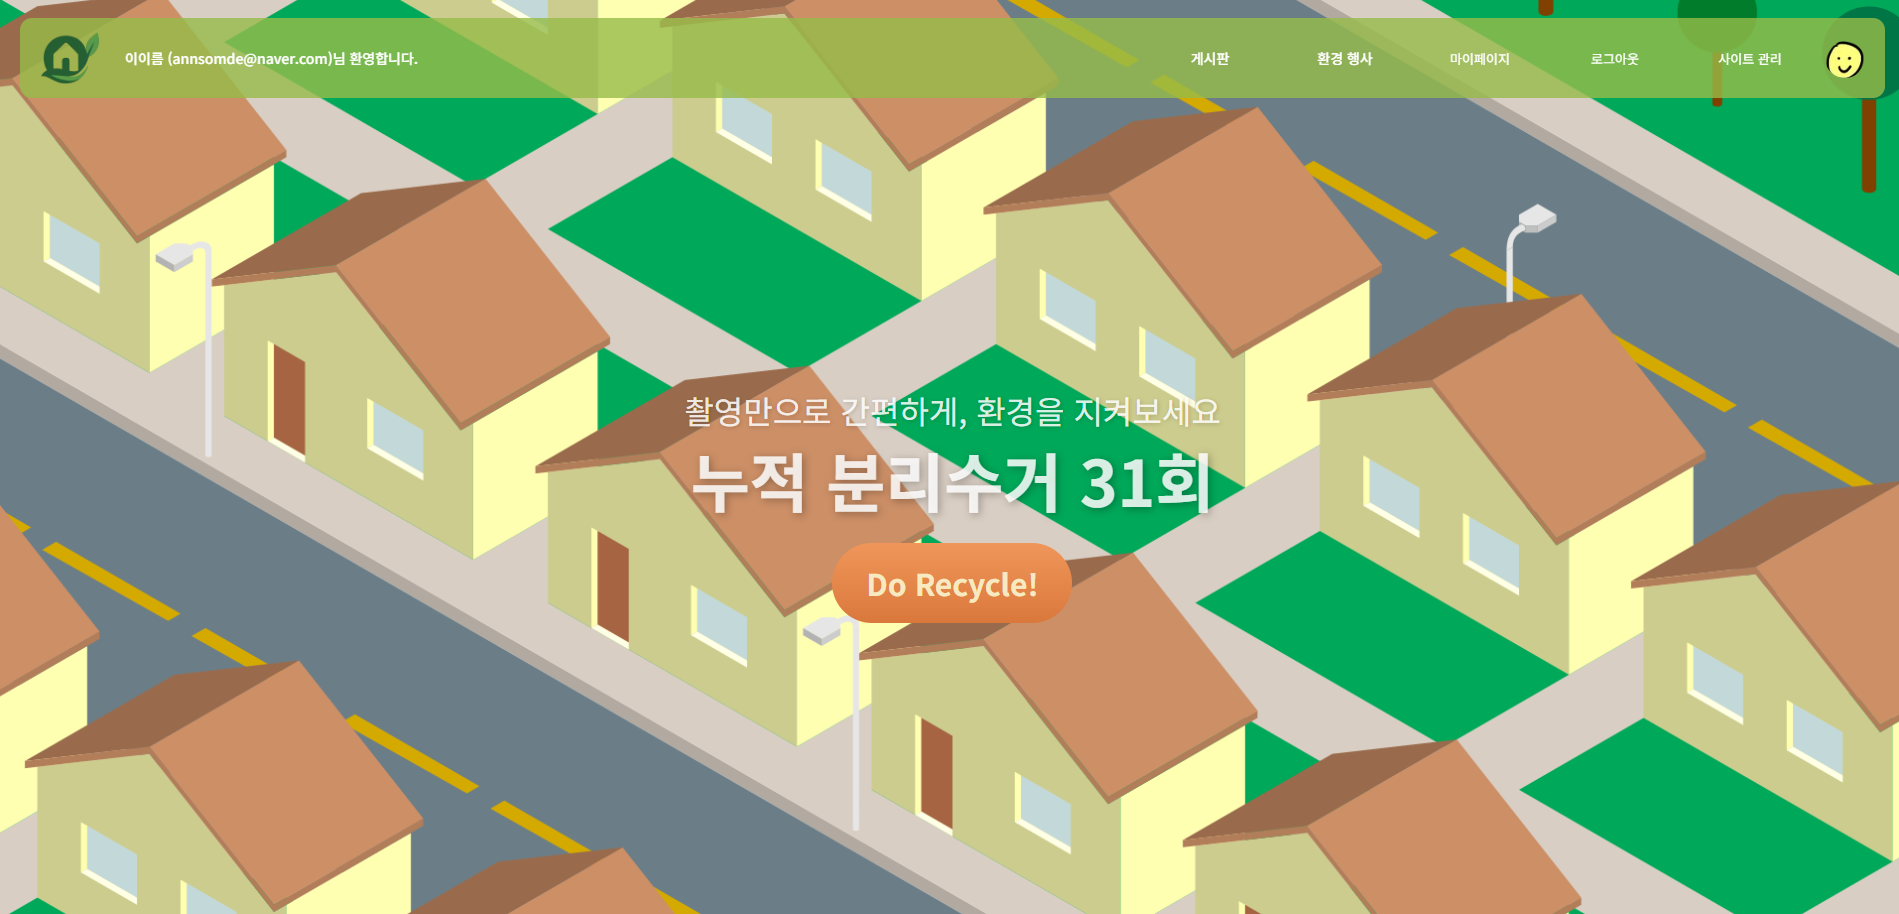 이이름 (annsomde@naver.com)님 환영합니다.
게시판 환경 행사 마이페이지 로그아웃 사이트 관리
촬영만으로 간편하게, 환경을 지켜보세요
누적 분리수거 31회
Do Recycle!